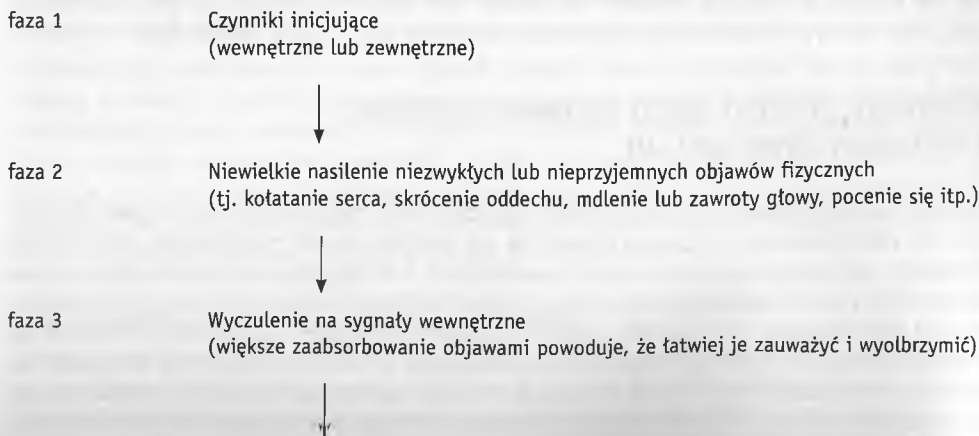 faza 1 Czynniki inicjujące
(wewnętrzne lub zewnętrzne)
faza 2 Niewielkie nasilenie niezwykłych lub nieprzyjemnych objawów fizycznych
(tj. kołatanie serca, skrócenie oddechu, mdlenie lub zawroty głowy, pocenie się itp.)
faza 3 Wyczulenie na sygnały wewnętrzne
(większe zaabsorbowanie objawami powoduje, że łatwiej je zauważyć i wyolbrzymić)